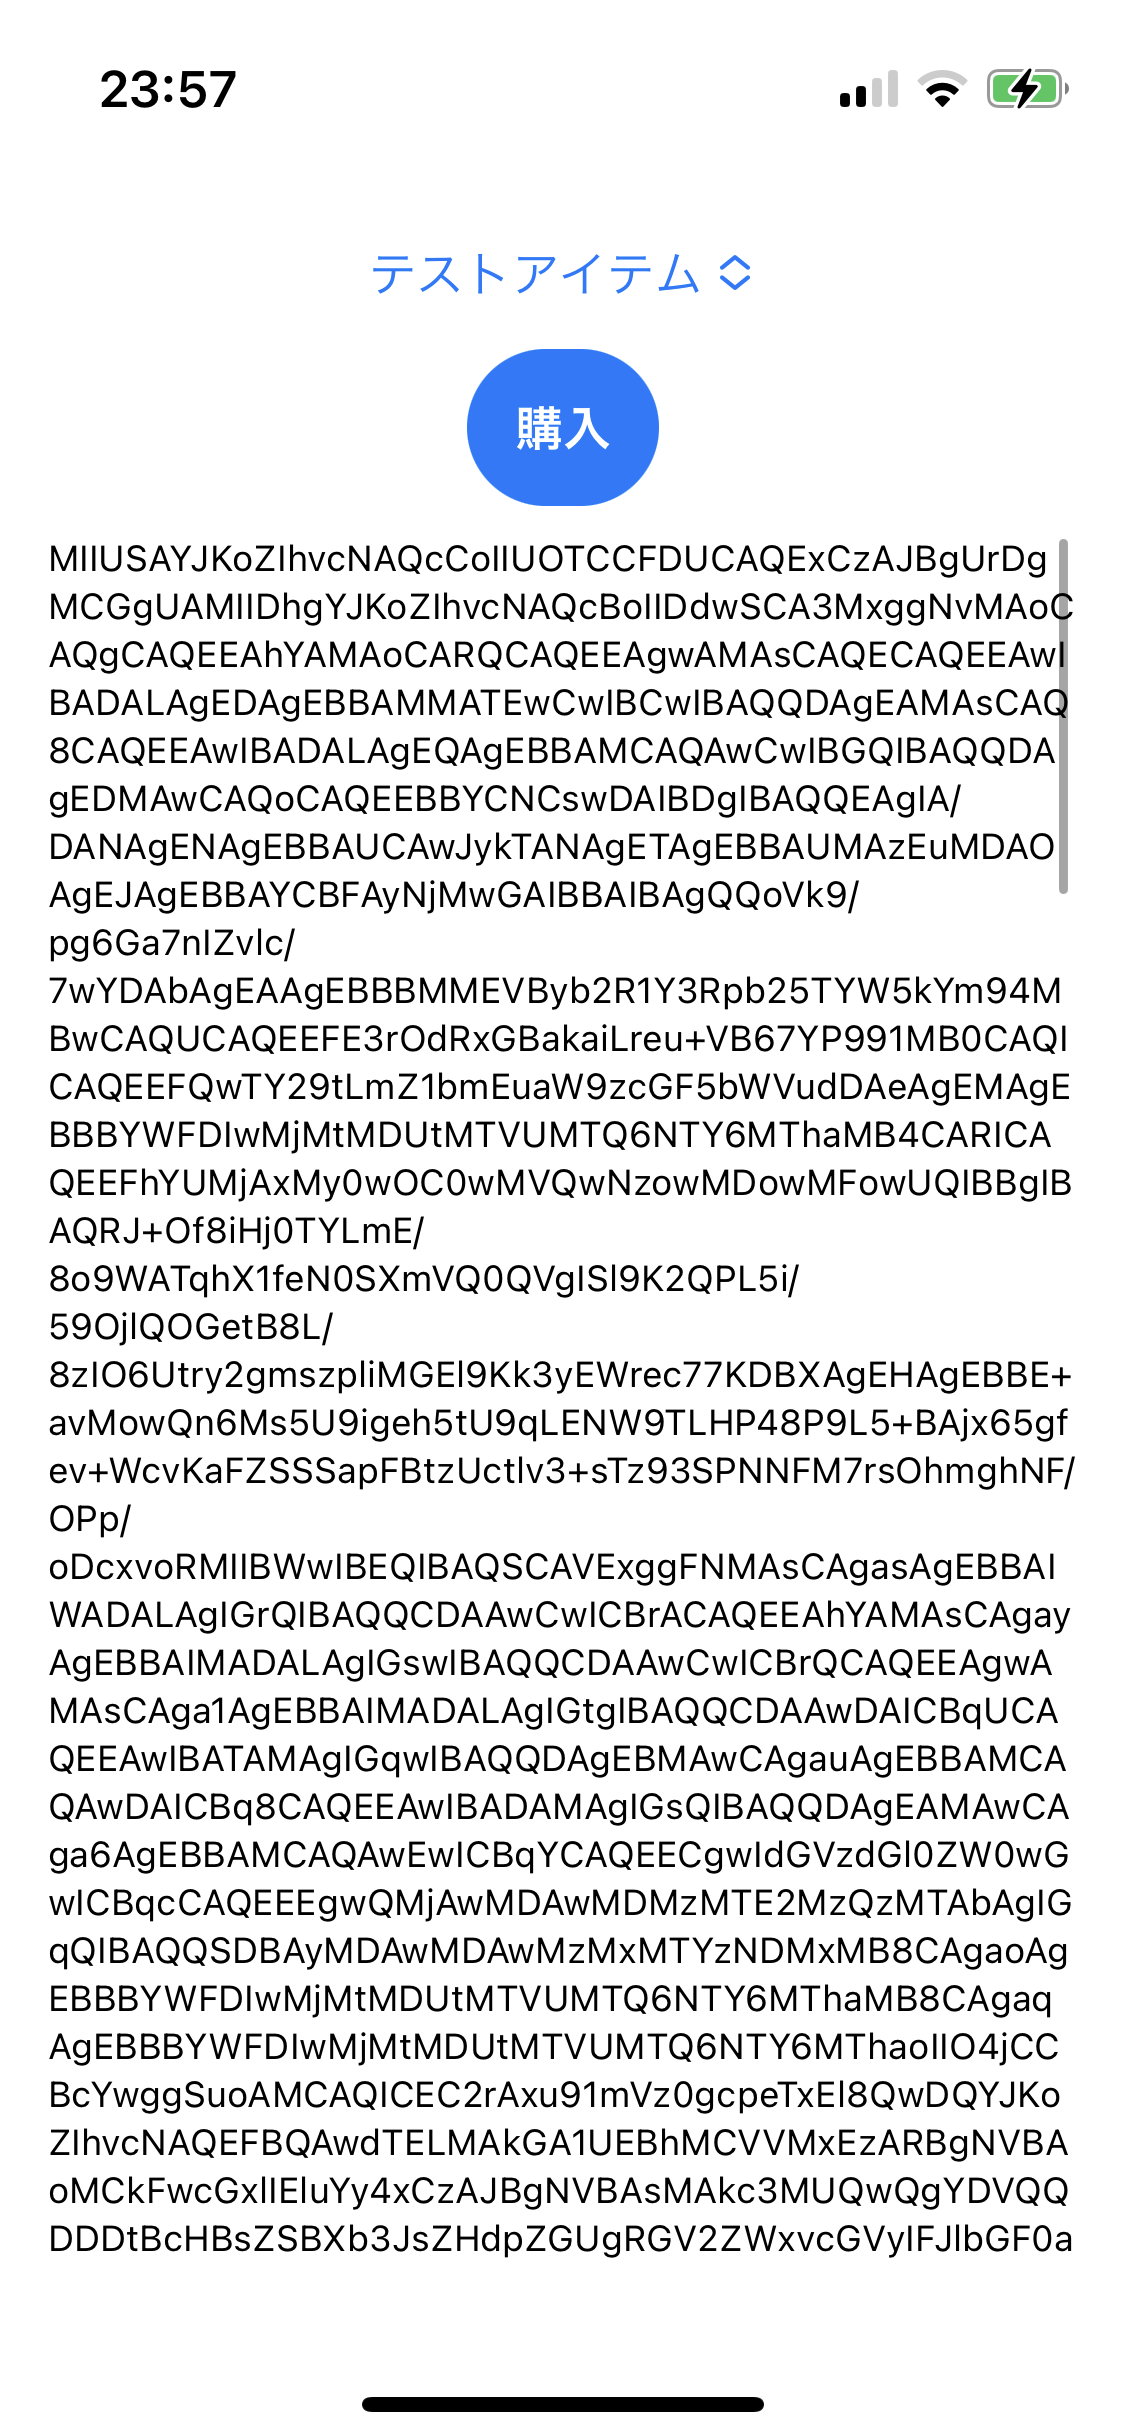 23:57
テストアイテム
購入
MIIUSAYJKoZIhvcNAQcCoIIUOTCCFDUCAQExCzAJBgUrDg
MCGgUAMIIDhgYJKoZIhvcNAQcBoIIDdwSCA3MxggNvMAoC
AQgCAQEEAhYAMAoCARQCAQEEAgwAMAsCAQECAQEEAwI
BADALAgEDAgEBBAMMATEwCwIBCwIBAQQDAgEAMAsCAQ
8CAQEEAwIBADALAgEQAgEBBAMCAQAwCwIBGQIBAQQDA
gEDMAwCAQoCAQEEBBYCNCswDAIBDgIBAQQEAgIA/
DANAgENAgEBBAUCAwJykTANAgETAgEBBAUMAzEuMDAO
AgEJAgEBBAYCBFAyNjMwGAIBBAIBAgQQoVk9/
pg6Ga7nIZvlc/
7wYDAbAgEAAgEBBBMMEVByb2R1Y3Rpb25TYW5kYm94M
BwCAQUCAQEEFE3rOdRxGBakaiLreu+VB67YP991MB0CAQI
CAQEEFQwTY29tLmZ1bmEuaW9zcGF5bWVudDAeAgEMAgE
BBBYWFDIwMjMtMDUtMTVUMTQ6NTY6MThaMB4CARICA
QEEFhYUMjAxMy0wOC0wMVQwNzowMDowMFowUQIBBgIB
AQRJ+Of8iHj0TYLmE/
8o9WATqhX1feN0SXmVQ0QVgISl9K2QPL5i/
59OjlQOGetB8L/
8zIO6Utry2gmszpliMGEl9Kk3yEWrec77KDBXAgEHAgEBBE+
avMowQn6Ms5U9igeh5tU9qLENW9TLHP48P9L5+BAjx65gf
ev+WcvKaFZSSSapFBtzUctlv3+sTz93SPNNFM7rsOhmghNF/
OPp/
oDcxvoRMIIBWwIBEQIBAQSCAVExggFNMAsCAgasAgEBBAI
WADALAgIGrQIBAQQCDAAwCwICBrACAQEEAhYAMAsCAgay
AgEBBAIMADALAgIGswIBAQQCDAAwCwICBrQCAQEEAgwA
MAsCAga1AgEBBAIMADALAgIGtgIBAQQCDAAwDAICBqUCA
QEEAwIBATAMAgIGqwIBAQQDAgEBMAwCAgauAgEBBAMCA
QAwDAICBq8CAQEEAwIBADAMAgIGsQIBAQQDAgEAMAwCA
ga6AgEBBAMCAQAwEwICBqYCAQEECgwIdGVzdGl0ZW0wG
wICBqcCAQEEEgwQMjAwMDAwMDMzMTE2MzQzMTAbAgIG
qQIBAQQSDBAyMDAwMDAwMzMxMTYzNDMxMB8CAgaoAg
EBBBYWFDIwMjMtMDUtMTVUMTQ6NTY6MThaMB8CAgaq
AgEBBBYWFDIwMjMtMDUtMTVUMTQ6NTY6MThaoIIO4jCC
BcYwggSuoAMCAQICEC2rAxu91mVz0gcpeTxEl8QwDQYJKo
ZIhvcNAQEFBQAwdTELMAkGA1UEBhMCVVMxEzARBgNVBA
oMCkFwcGxlIEluYy4xCzAJBgNVBAsMAkc3MUQwQgYDVQQ
DDDtBcHBsZSBXb3JsZHdpZGUgRGV2ZWxvcGVyIFJlbGF0a